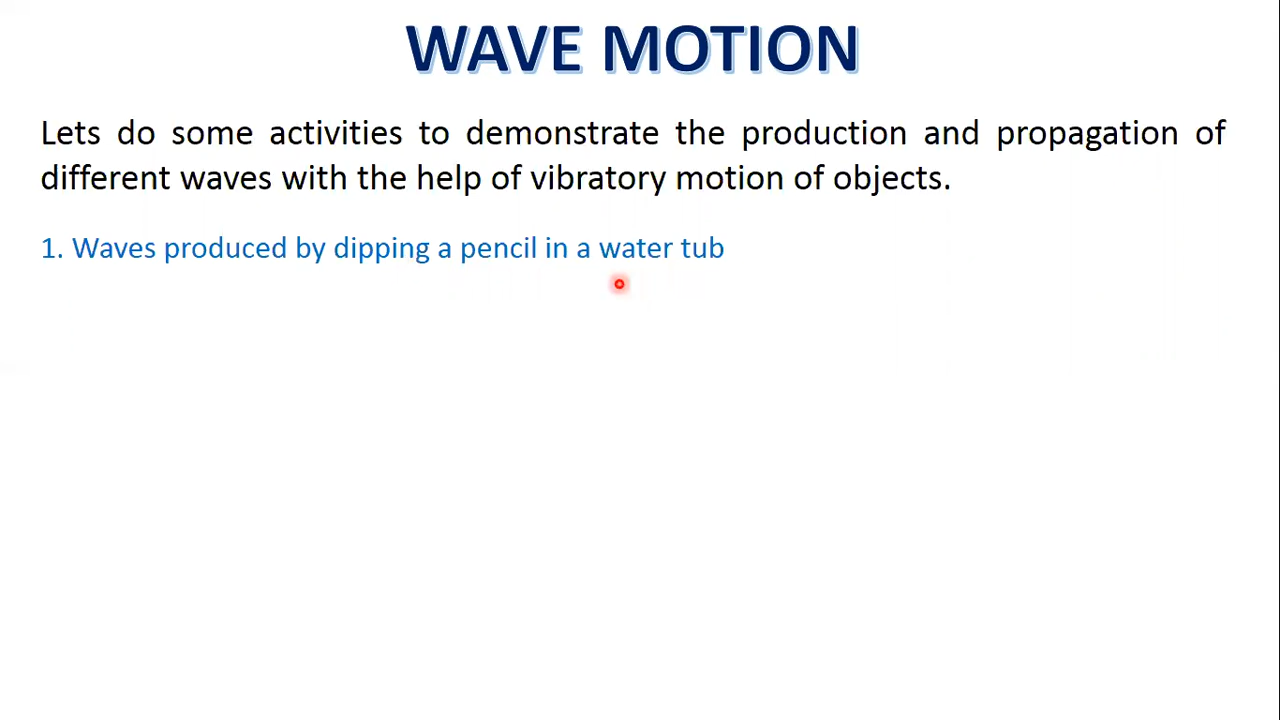 WAVE MOTION
Lets do some activities to demonstrate the production and propagation of
different waves with the help of vibratory motion of objects.
1. Waves produced by dipping a pencil in a water tub